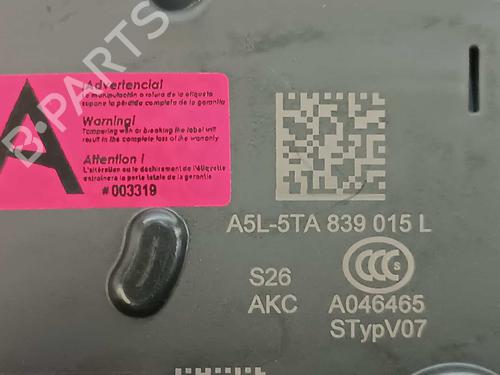 B-PARTS
A
¡Advertencia!
La manipulación o rotura de la etiqueta
supone la pérdida completa de la garantía
Warning!
Tampering with or breaking the label will
result in the complete loss of the warranty
Attention !
L'altération ou le déchirement de l'étiquette
entraînera la perte totale de la garantie
# 003319
A5L-5TA 839 015 L
S26
CCC S
AKC A046465
STypV07